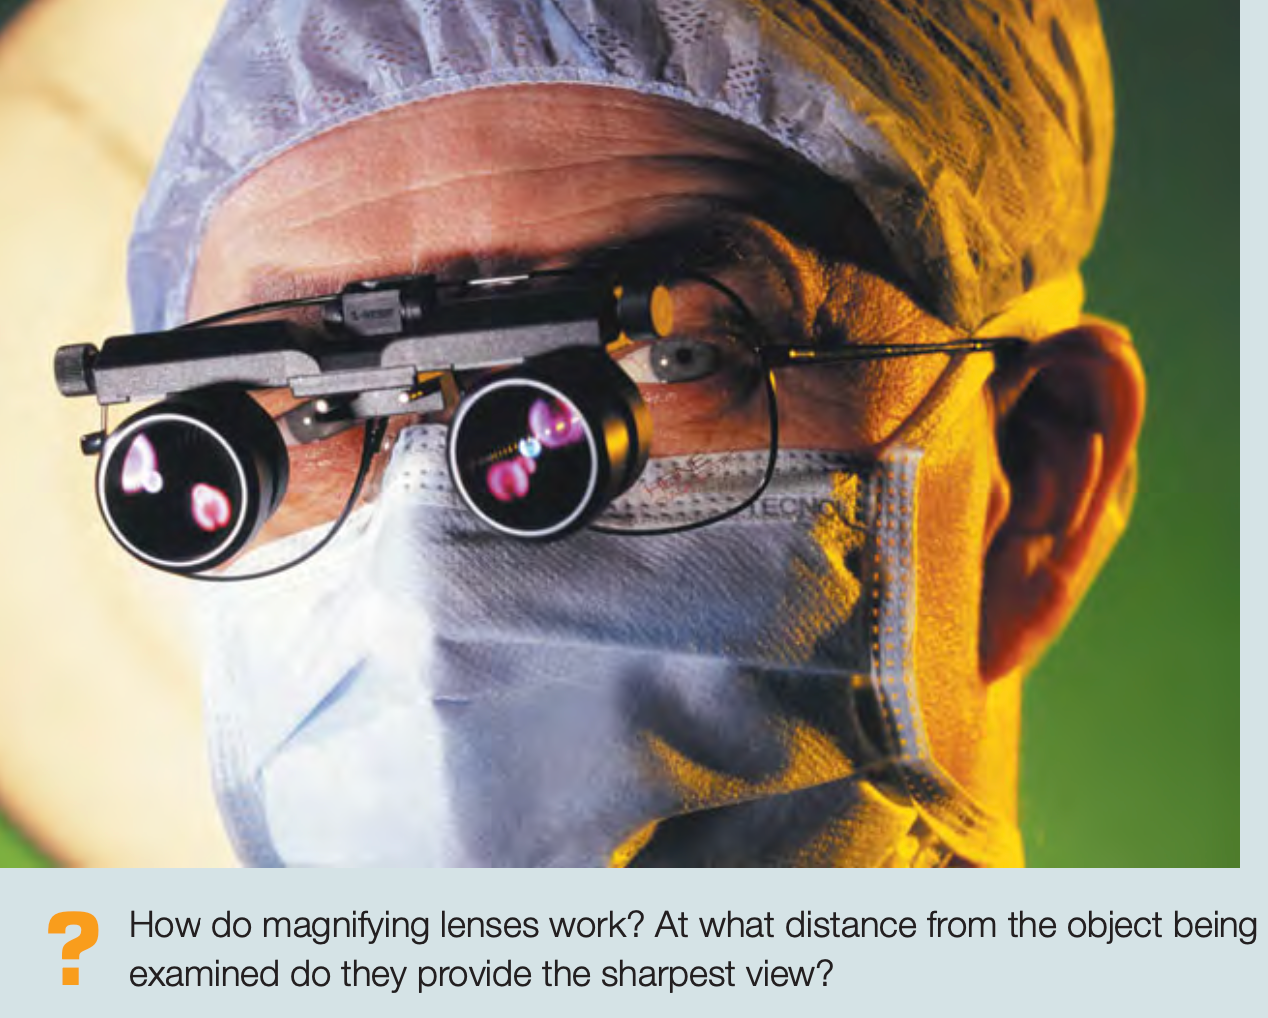 TECNOL
? How do magnifying lenses work? At what distance from the object being
examined do they provide the sharpest view?